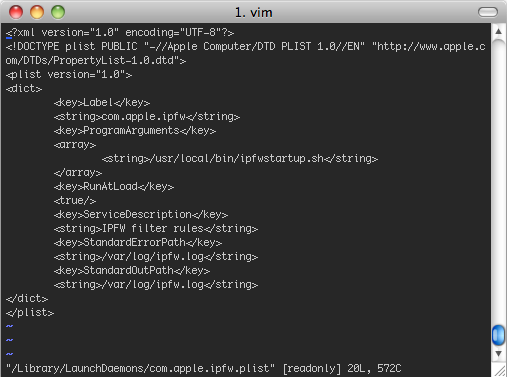 1. vim
<?xml version="1.0" encoding="UTF-8"?>
<!DOCTYPE plist PUBLIC "-//Apple Computer/DTD PLIST 1.0//EN" "http://www.apple.c
om/DTDs/PropertyList-1.0.dtd">
<plist version="1.0">
<dict>
        <key>Label</key>
        <string>com.apple.ipfw</string>
        <key>ProgramArguments</key>
        <array>
                <string>/usr/local/bin/ipfwstartup.sh</string>
        </array>
        <key>RunAtLoad</key>
        <true/>
        <key>ServiceDescription</key>
        <string>IPFW filter rules</string>
        <key>StandardErrorPath</key>
        <string>/var/log/ipfw.log</string>
        <key>StandardOutPath</key>
        <string>/var/log/ipfw.log</string>
</dict>
</plist>
~
~
~
"/Library/LaunchDaemons/com.apple.ipfw.plist" [readonly] 20L, 572C